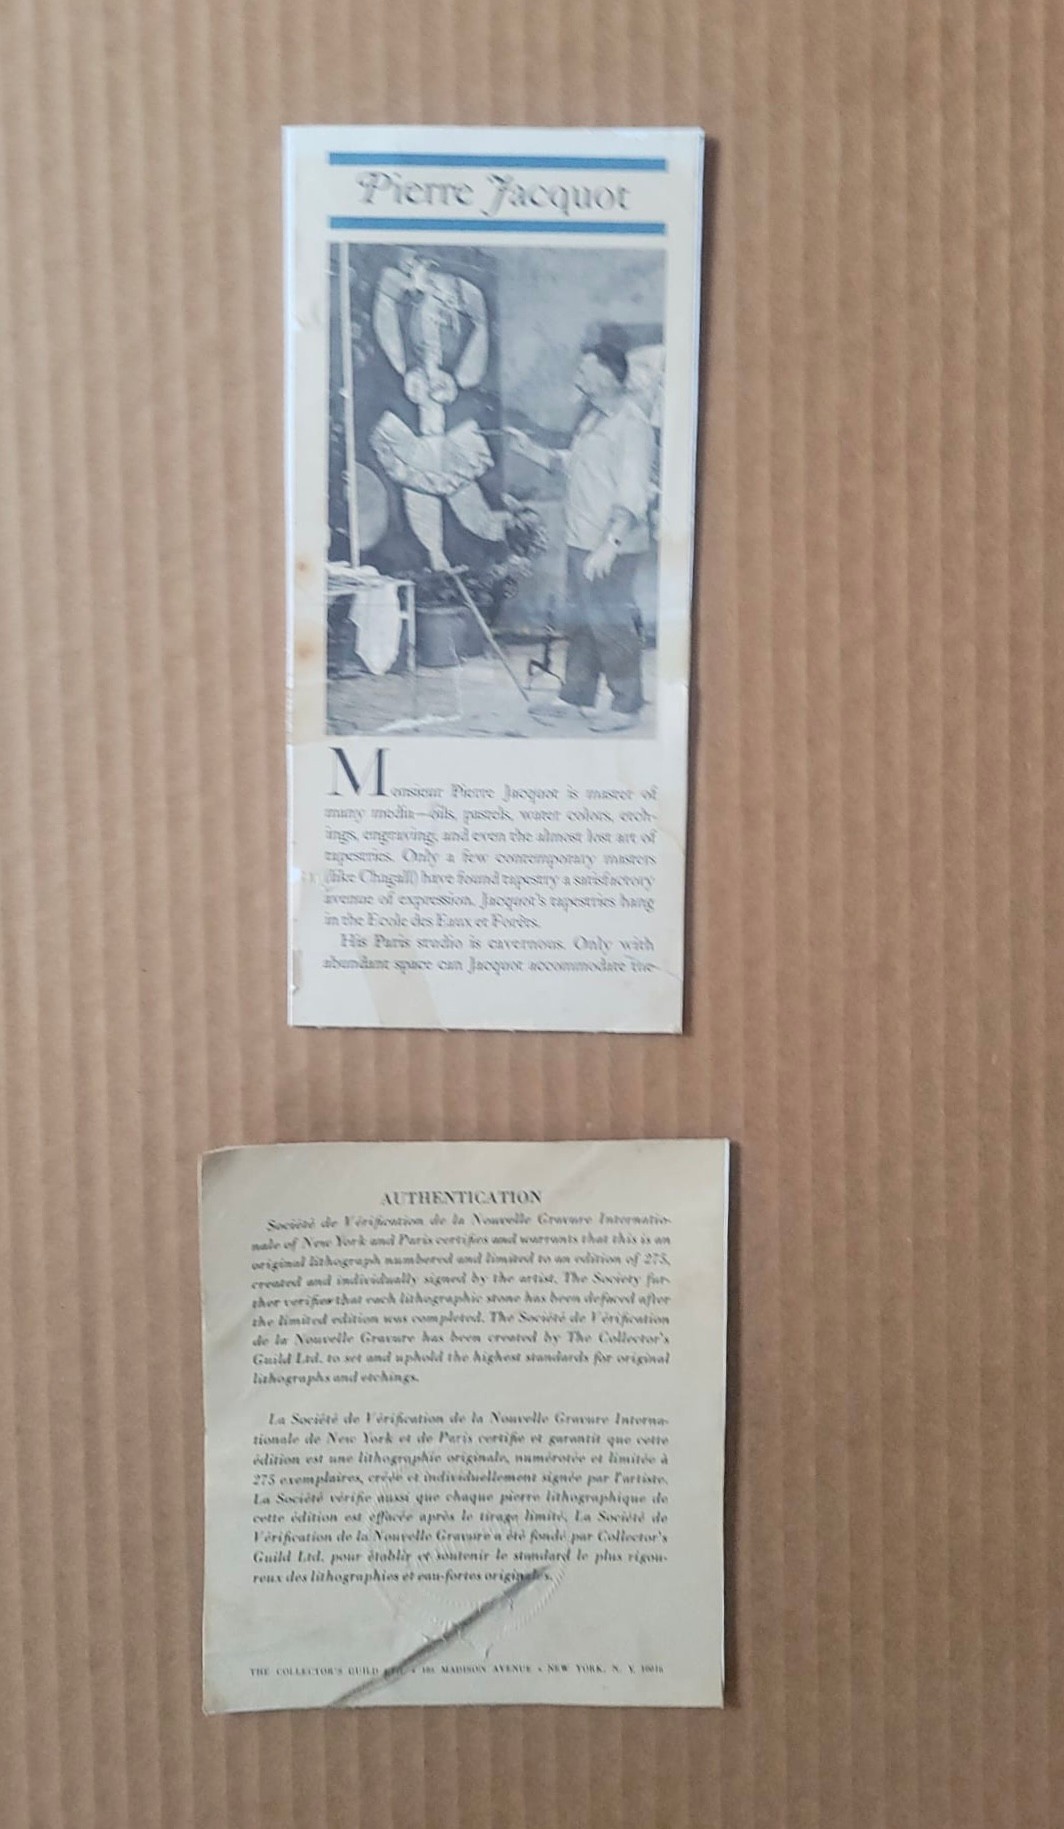 Pierre Jacquot
Monsieur Pierre Jacquot is master of
many media—oils, pastels, water colors, etch-
ings, engraving, and even the almost lost art of
tapestries. Only a few contemporary masters
(like Chagall) have found tapestry a satisfactory
avenue of expression. Jacquot's tapestries hang
in the Ecole des Eaux et Forêts.
His Paris studio is cavernous. Only with
abundant space can Jacquot accommodate the
AUTHENTICATION
Société de Vérification de la Nouvelle Gravure Internatio-
nale of New York and Paris certifies and warrants that this is an
original lithograph numbered and limited to an edition of 275,
created and individually signed by the artist. The Society fur-
ther verifies that each lithographic stone has been defaced after
the limited edition was completed. The Société de Vérification
de la Nouvelle Gravure has been created by The Collector's
Guild Ltd. to set and uphold the highest standards for original
lithographs and etchings.
La Société de Vérification de la Nouvelle Gravure Interna-
tionale de New York et de Paris certifie et garantit que cette
édition est une lithographie originale, numérotée et limitée à
275 exemplaires, créée et individuellement signée par l'artiste.
La Société vérifie aussi que chaque pierre lithographique de
cette édition est effacée après le tirage limité. La Société de
Vérification de la Nouvelle Gravure a été fondé par Collector's
Guild Ltd. pour établir et soutenir le standard le plus rigou-
reux des lithographies et eau-fortes originales.
THE COLLECTOR'S GUILD • MADISON AVENUE • NEW YORK, N. Y. 10016